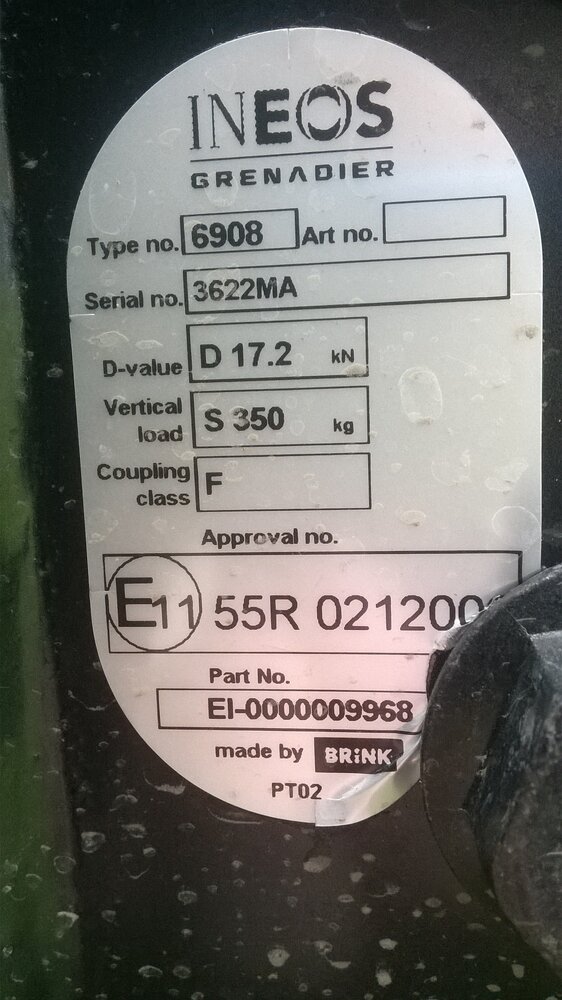 INEOS
GRENADIER
Type no. 6908 Art no.
Serial no. 3622MA
D-value D 17.2 kN
Vertical load S 350 kg
Coupling class F
Approval no.
E11 55R 021200
Part No.
EI-0000009968
made by BRINK
PT02